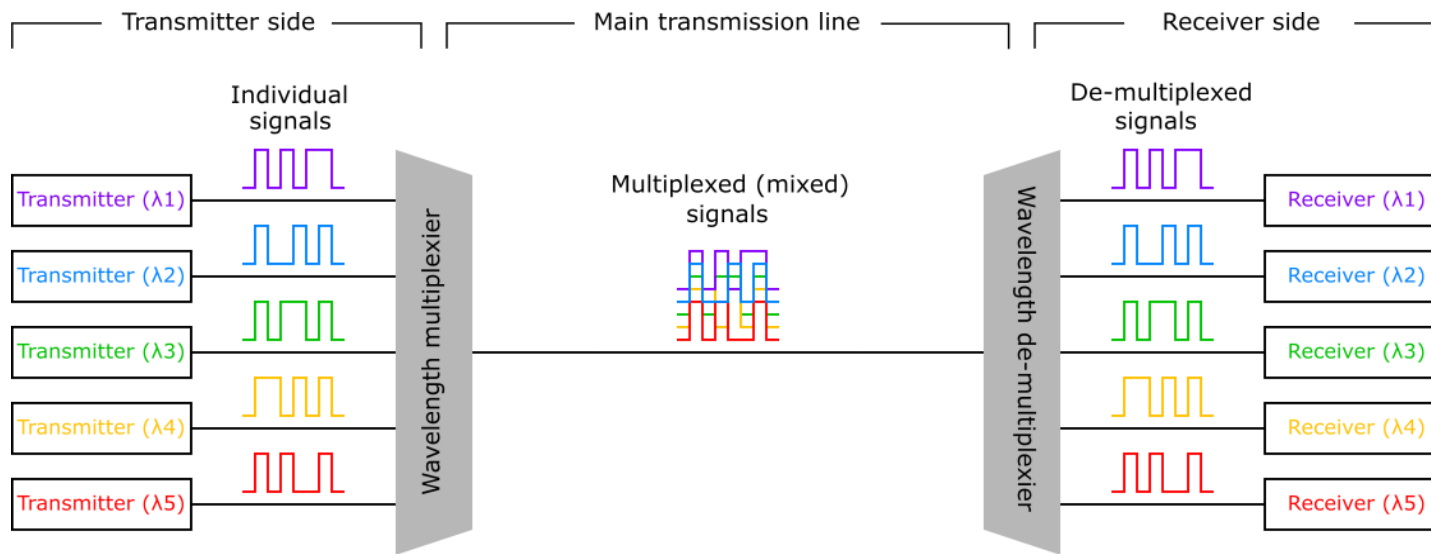 Transmitter side
Main transmission line
Receiver side
Individual
signals
De-multiplexed
signals
Multiplexed (mixed)
signals
Transmitter (λ1)
Transmitter (λ2)
Transmitter (λ3)
Transmitter (λ4)
Transmitter (λ5)
Wavelength multiplexier
Wavelength de-multiplexier
Receiver (λ1)
Receiver (λ2)
Receiver (λ3)
Receiver (λ4)
Receiver (λ5)